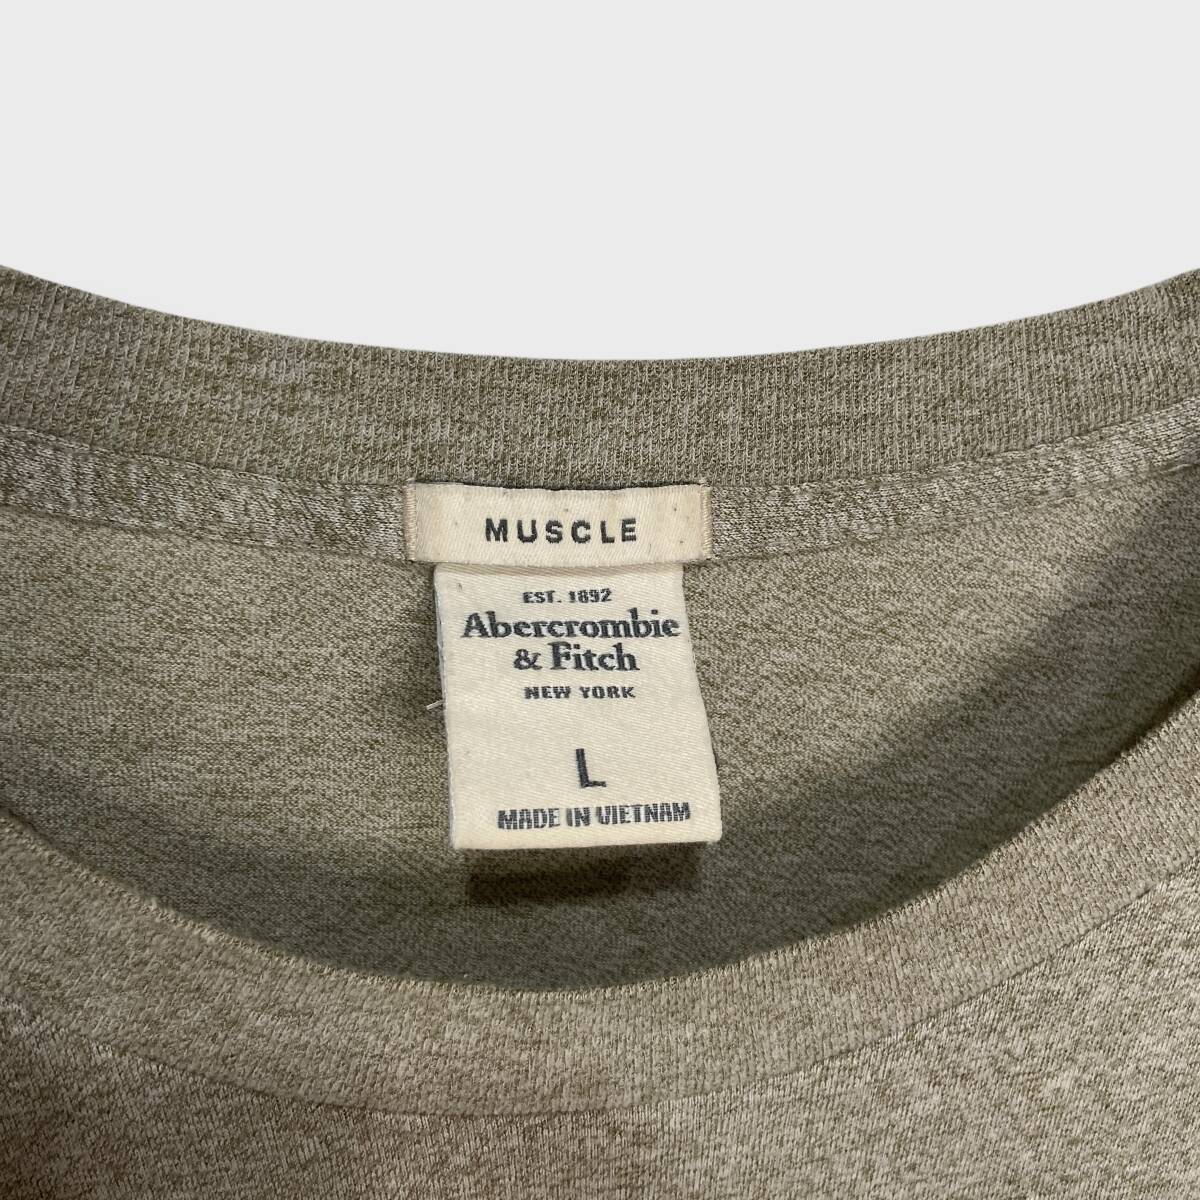 MUSCLE
EST. 1892
Abercrombie
& Fitch
NEW YORK
L
MADE IN VIETNAM